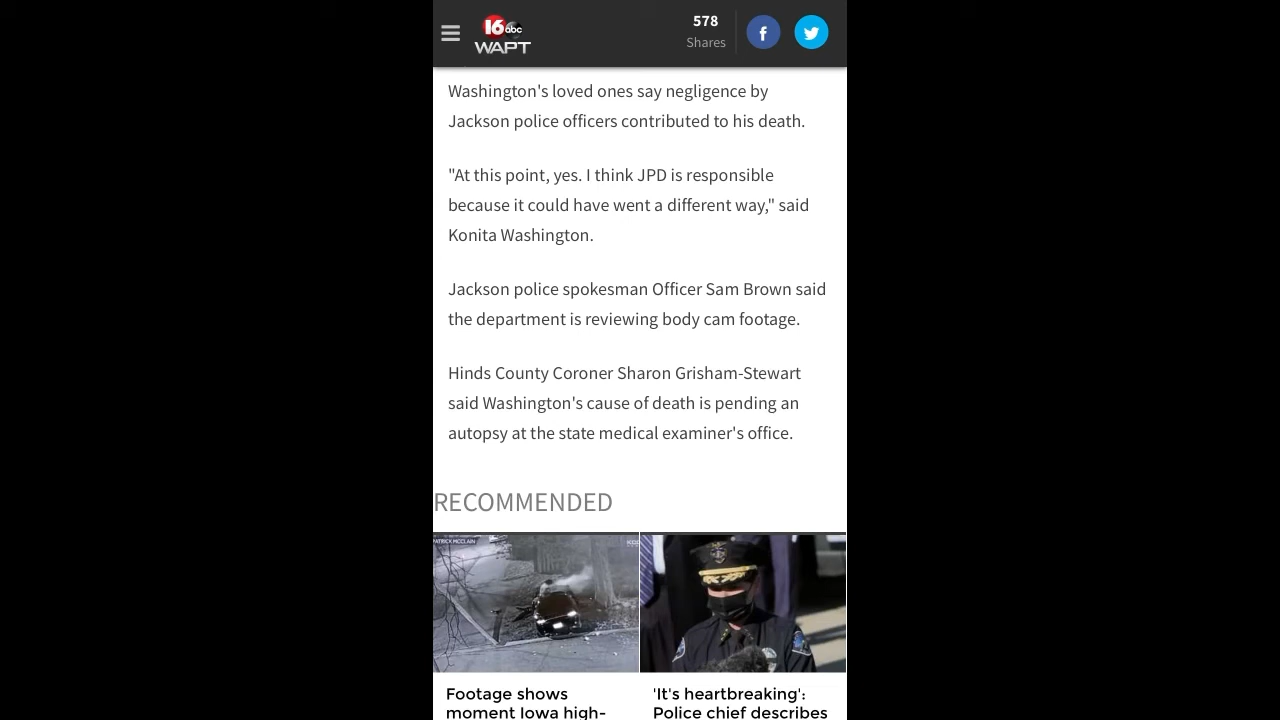 16 abc
WAPT
578
Shares
Washington's loved ones say negligence by
Jackson police officers contributed to his death.
"At this point, yes. I think JPD is responsible
because it could have went a different way," said
Konita Washington.
Jackson police spokesman Officer Sam Brown said
the department is reviewing body cam footage.
Hinds County Coroner Sharon Grisham-Stewart
said Washington's cause of death is pending an
autopsy at the state medical examiner's office.
RECOMMENDED
PATRICK MCCLAIN
Footage shows
moment Iowa high-
'It's heartbreaking':
Police chief describes